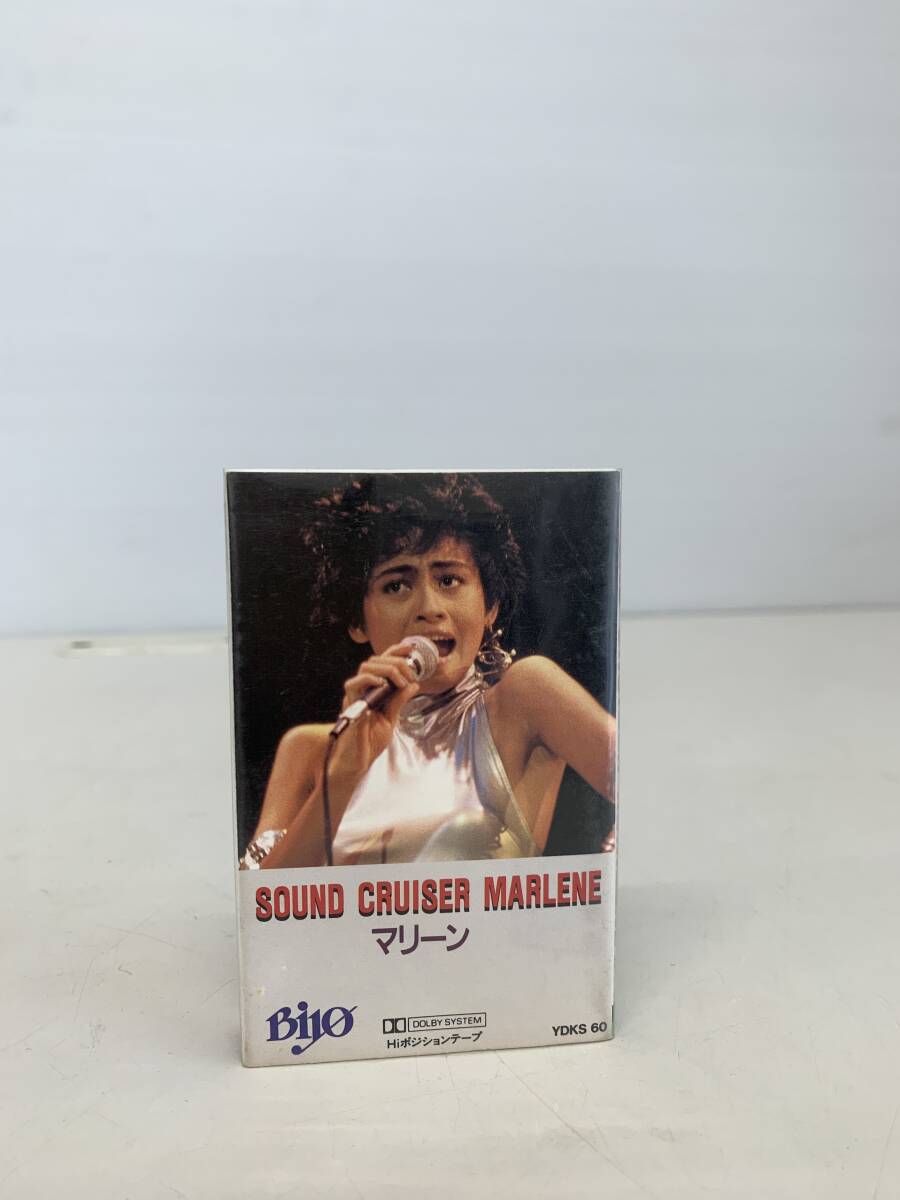 SOUND CRUISER MARLENE
マリーン
Bijø
DOLBY SYSTEM
Hiポジションテープ
YDKS 60